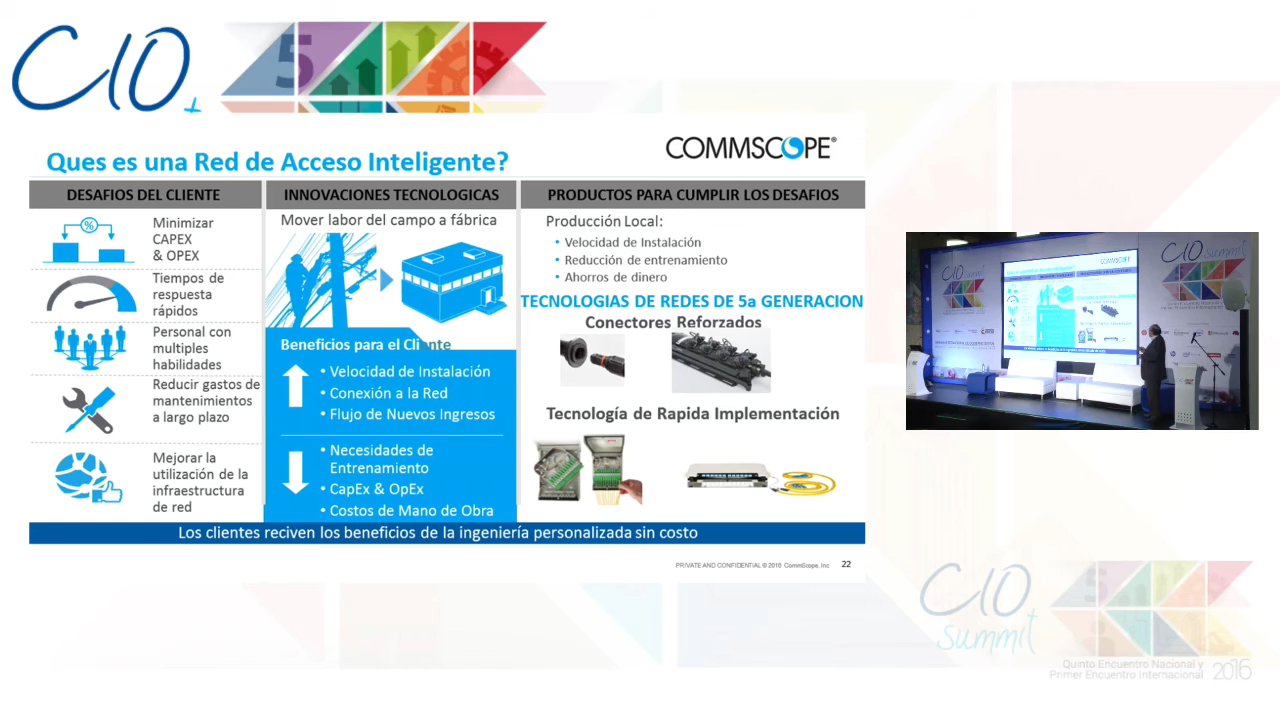 CIO
5
COMMSCOPE®
Ques es una Red de Acceso Inteligente?
DESAFIOS DEL CLIENTE
%
Minimizar
CAPEX
& OPEX
Tiempos de
respuesta
rápidos
Personal con
multiples
habilidades
Reducir gastos de
mantenimientos
a largo plazo
Mejorar la
utilización de la
infraestructura
de red
INNOVACIONES TECNOLOGICAS
Mover labor del campo a fábrica
Beneficios para el Cliente
• Velocidad de Instalación
• Conexión a la Red
• Flujo de Nuevos Ingresos
• Necesidades de
Entrenamiento
• CapEx & OpEx
• Costos de Mano de Obra
PRODUCTOS PARA CUMPLIR LOS DESAFIOS
Producción Local:
• Velocidad de Instalación
• Reducción de entrenamiento
• Ahorros de dinero
TECNOLOGIAS DE REDES DE 5a GENERACION
Conectores Reforzados
Tecnología de Rapida Implementación
Los clientes reciven los beneficios de la ingeniería personalizada sin costo
PRIVATE AND CONFIDENTIAL © 2016 CommScope, Inc
22
CIO summit
COMMSCOPE
CIO summit
CIO
summit
Quinto Encuentro Nacional y
Primer Encuentro Internacional 2016